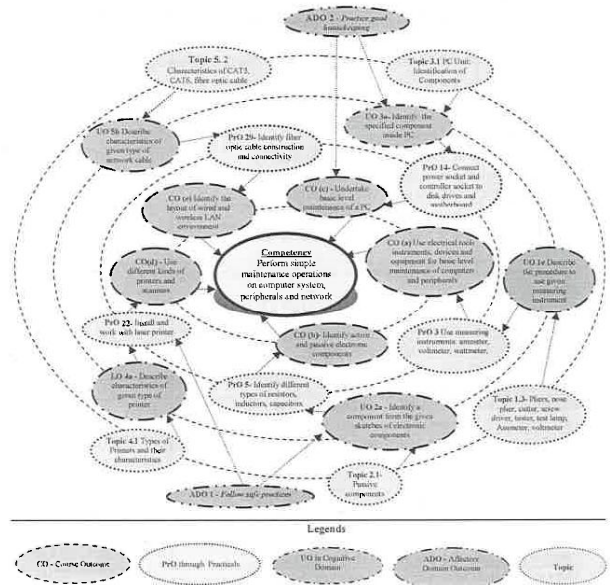 ADO 2 - Practice good
housekeeping
Topic 5. 2
Characteristics of CAT5,
CAT6, fiber optic cable
Topic 3.1 PC Unit:
Identification of
Components
UO 5b Describe
characteristics of
given type of
network cable
PrO 29- Identify fiber
optic cable construction
and connectivity
UO 3a- Identify the
specified component
inside PC
PrO 14- Connect
power socket and
controller socket to
disk drives and
motherboard
CO (e) Identify the
layout of wired and
wireless LAN
environment
CO (c) - Undertake
basic level
maintenance of a PC
CO(d) - Use
different kinds of
printers and
scanners
Competency
Perform simple
maintenance operations
on computer system,
peripherals and network
CO (a) Use electrical tools
instruments, devices and
equipment for basic level
maintenance of computers
and peripherals
UO 1e Describe
the procedure to
use given
measuring
instrument
PrO 22- Install and
work with laser printer
CO (b)- Identify active
and passive electronic
components
PrO 3 Use measuring
instruments: ammeter,
voltmeter, wattmeter,
4a - Describe
characteristics of
given type of
printer
PrO 5- Identify different
types of resistors,
inductors, capacitors
UO 2a - Identify a
component from the given
sketches of electronic
components
Topic 1.3- Pliers, nose
plier, cutter, screw
driver, tester, test lamp,
Ammeter, voltmeter
Topic 4.1 Types of
Printers and their
characteristics
Topic 2.1-
Passive
components
ADO 1 - Follow safe practices
Legends
CO - Course Outcome
PrO through Practicals
UO in Cognitive
Domain
ADO - Affective
Domain Outcome
Topic